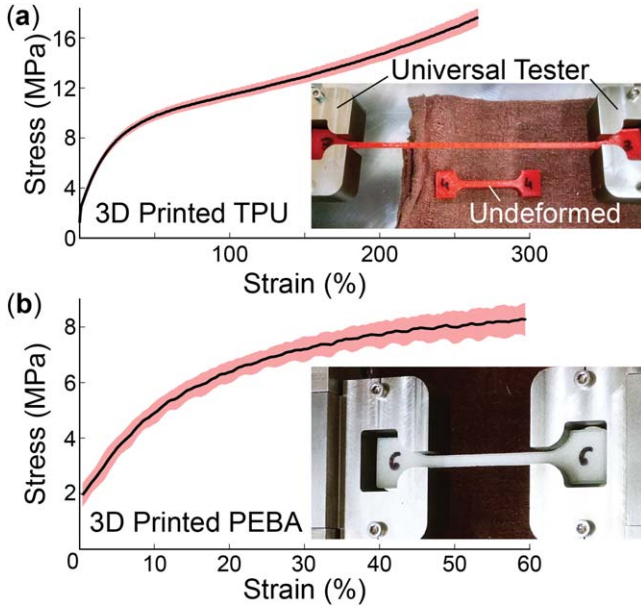 (a)
Stress (MPa)
16
12
8
4
0
Universal Tester
Undeformed
3D Printed TPU
100
200
300
Strain (%)
(b)
Stress (MPa)
8
6
4
2
3D Printed PEBA
0
10
20
30
40
50
60
Strain (%)